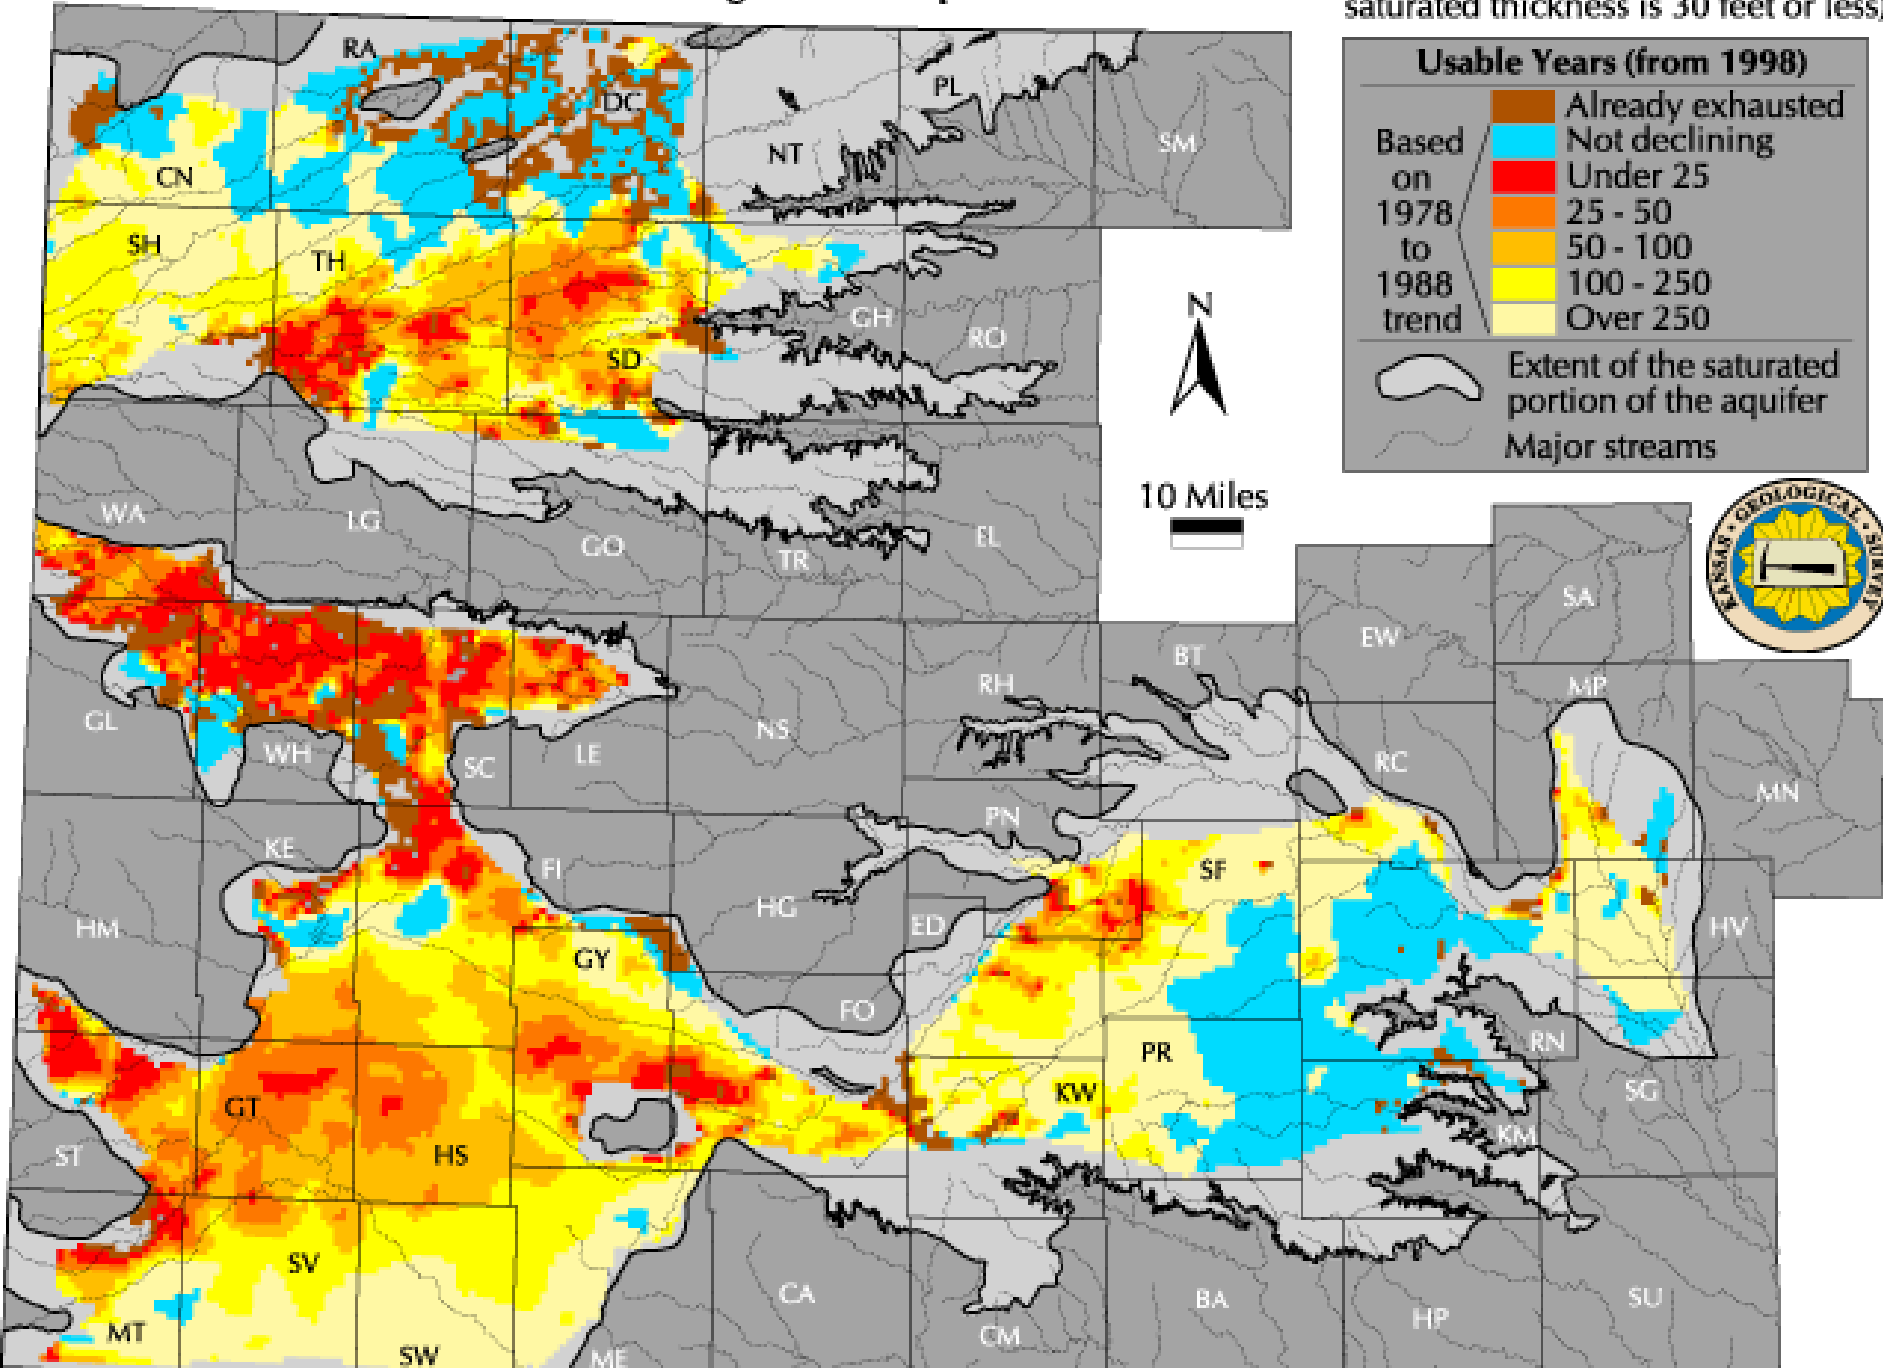 saturated thickness is 30 feet or less)
Usable Years (from 1998)
Based on 1978 to 1988 trend
Already exhausted
Not declining
Under 25
25 - 50
50 - 100
100 - 250
Over 250
Extent of the saturated
portion of the aquifer
Major streams
RA
DC
NT
PL
SM
CN
SH
TH
SD
GH
RO
N
10 Miles
WA
LG
GO
TR
EL
KANSAS · GEOLOGICAL · SURVEY
SA
EW
BT
RH
MP
GL
WH
SC
LE
NS
RC
MN
KE
FI
PN
SF
HM
HG
ED
HV
GY
FO
PR
RN
GT
KW
SG
ST
HS
KM
SV
CA
BA
HP
SU
MT
SW
ME
CM